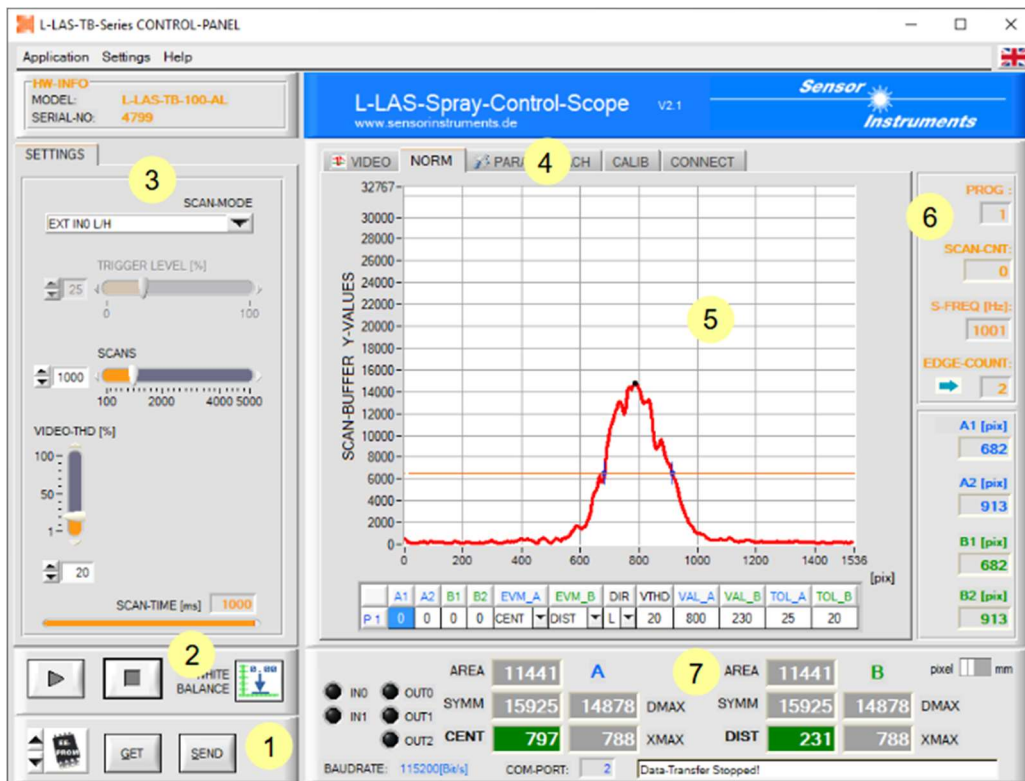 L-LAS-TB-Series CONTROL-PANEL
Application Settings Help
HW-INFO
MODEL: L-LAS-TB-100-AL
SERIAL-NO: 4799
L-LAS-Spray-Control-Scope V2.1
www.sensorinstruments.de
Sensor
Instruments
SETTINGS
3
SCAN-MODE
EXT IN0 L/H
TRIGGER LEVEL [%]
25
0 100
SCANS
1000
100 2000 4000 5000
VIDEO-THD [%]
100
50
1
20
SCAN-TIME [ms] 1000
2
WHITE
BALANCE
0.00
GET SEND 1
VIDEO NORM PARA 4 CH CALIB CONNECT
SCAN-BUFFER Y-VALUES
32767
30000
28000
26000
24000
22000
20000
18000
16000
14000
12000
10000
8000
6000
4000
2000
0
5
0 200 400 600 800 1000 1200 1400 1536
[pix]
A1 A2 B1 B2 EVM_A EVM_B DIR VTHD VAL_A VAL_B TOL_A TOL_B
P 1 0 0 0 0 CENT DIST L 20 800 230 25 20
6
PROG :
1
SCAN-CNT:
0
S-FREQ [Hz]:
1001
EDGE-COUNT:
2
A1 [pix]
682
A2 [pix]
913
B1 [pix]
682
B2 [pix]
913
IN0 OUT0
IN1 OUT1
OUT2
AREA 11441 A
SYMM 15925 14878 DMAX
CENT 797 788 XMAX
7
AREA 11441 B pixel mm
SYMM 15925 14878 DMAX
DIST 231 788 XMAX
BAUDRATE: 115200[Bit/s] COM-PORT: 2 Data-Transfer Stopped!